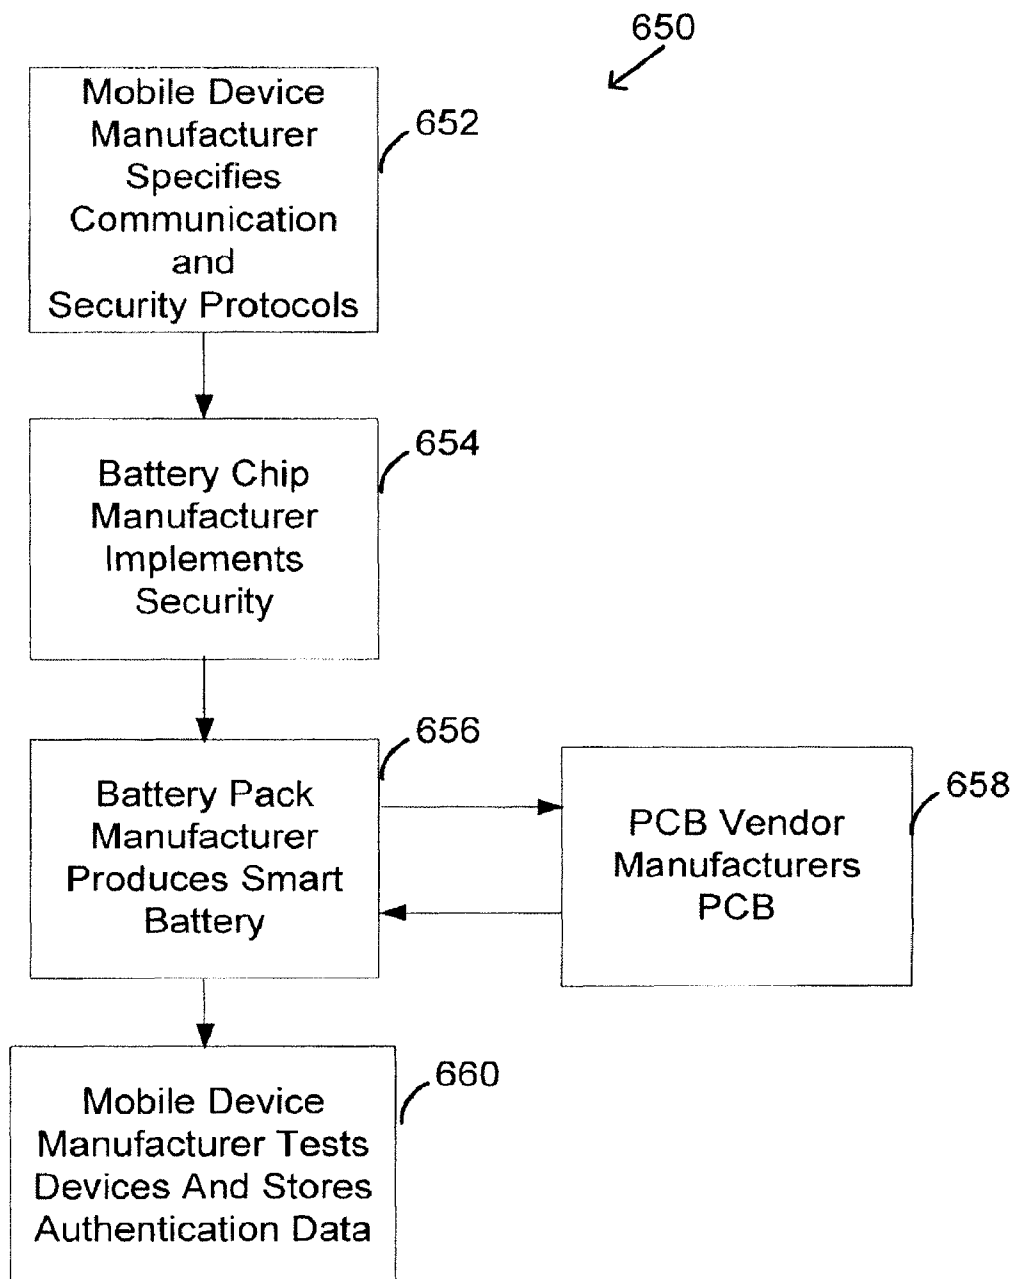 650
Mobile Device
Manufacturer
Specifies
Communication
and
Security Protocols
652
Battery Chip
Manufacturer
Implements
Security
654
Battery Pack
Manufacturer
Produces Smart
Battery
656
PCB Vendor
Manufacturers
PCB
658
Mobile Device
Manufacturer Tests
Devices And Stores
Authentication Data
660